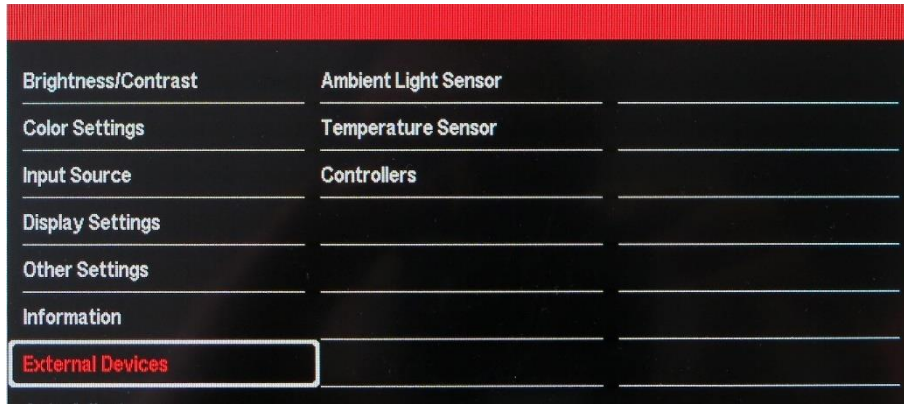 Brightness/Contrast
Color Settings
Input Source
Display Settings
Other Settings
Information
External Devices
Ambient Light Sensor
Temperature Sensor
Controllers